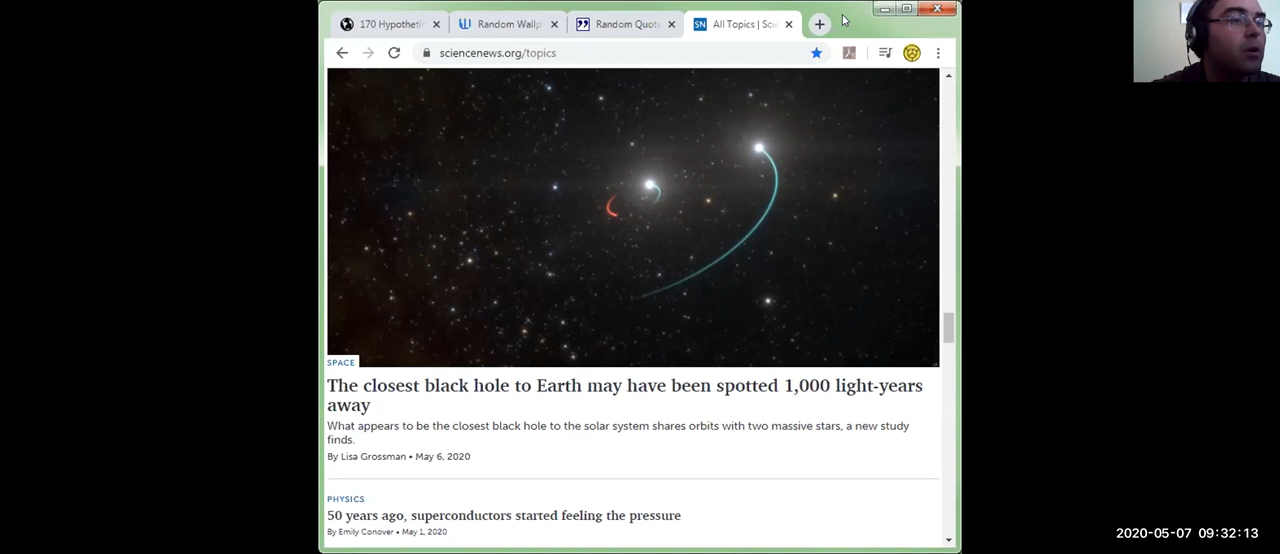 170 Hypotheti
Random Wallp
Random Quote
SN All Topics | Scie
sciencenews.org/topics
SPACE
The closest black hole to Earth may have been spotted 1,000 light-years
away
What appears to be the closest black hole to the solar system shares orbits with two massive stars, a new study
finds.
By Lisa Grossman • May 6, 2020
PHYSICS
50 years ago, superconductors started feeling the pressure
By Emily Conover • May 1, 2020
2020-05-07 09:32:13